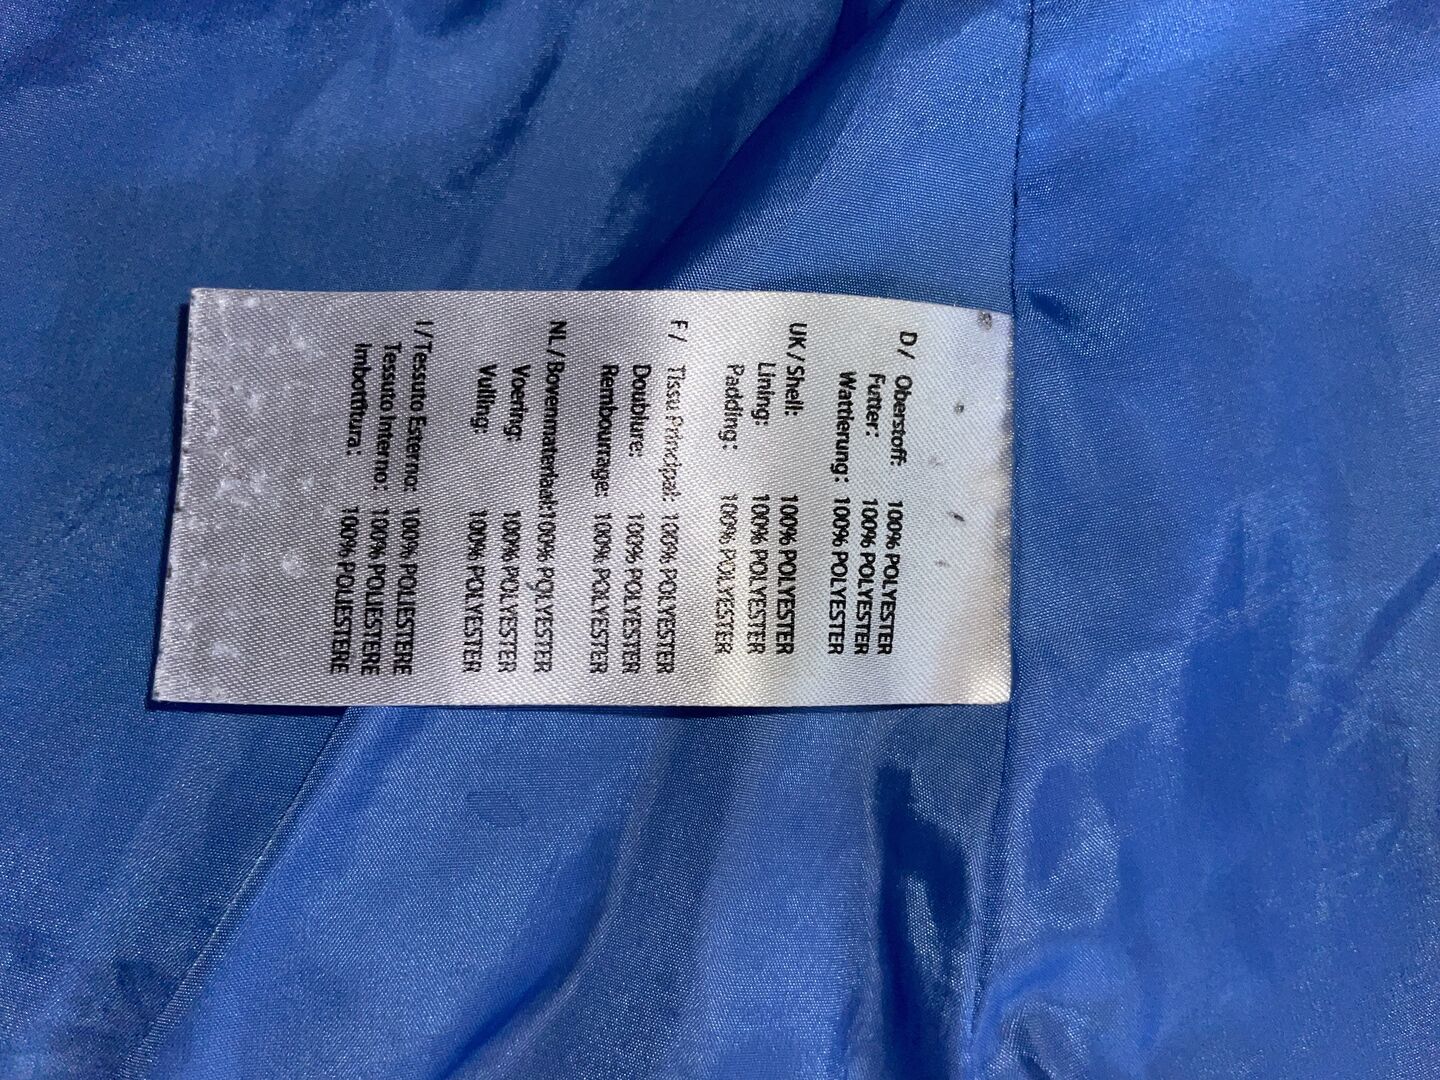 D / Oberstoff: 100% POLYESTER
Futter: 100% POLYESTER
Wattierung: 100% POLYESTER
UK / Shell: 100% POLYESTER
Lining: 100% POLYESTER
Padding: 100% POLYESTER
F / Tissu Principal: 100% POLYESTER
Doublure: 100% POLYESTER
Rembourrage: 100% POLYESTER
NL / Bovenmateriaal: 100% POLYESTER
Voering: 100% POLYESTER
Vulling: 100% POLYESTER
I / Tessuto Esterno: 100% POLIESTERE
Tessuto Interno: 100% POLIESTERE
Imbottitura: 100% POLIESTERE